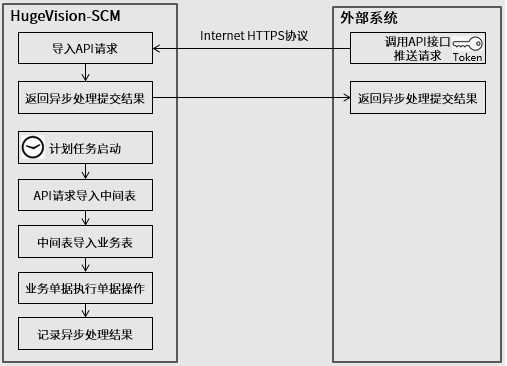 HugeVision-SCM
外部系统
导入API请求
Internet HTTPS协议
调用API接口
推送请求
Token
返回异步处理提交结果
返回异步处理提交结果
计划任务启动
API请求导入中间表
中间表导入业务表
业务单据执行单据操作
记录异步处理结果